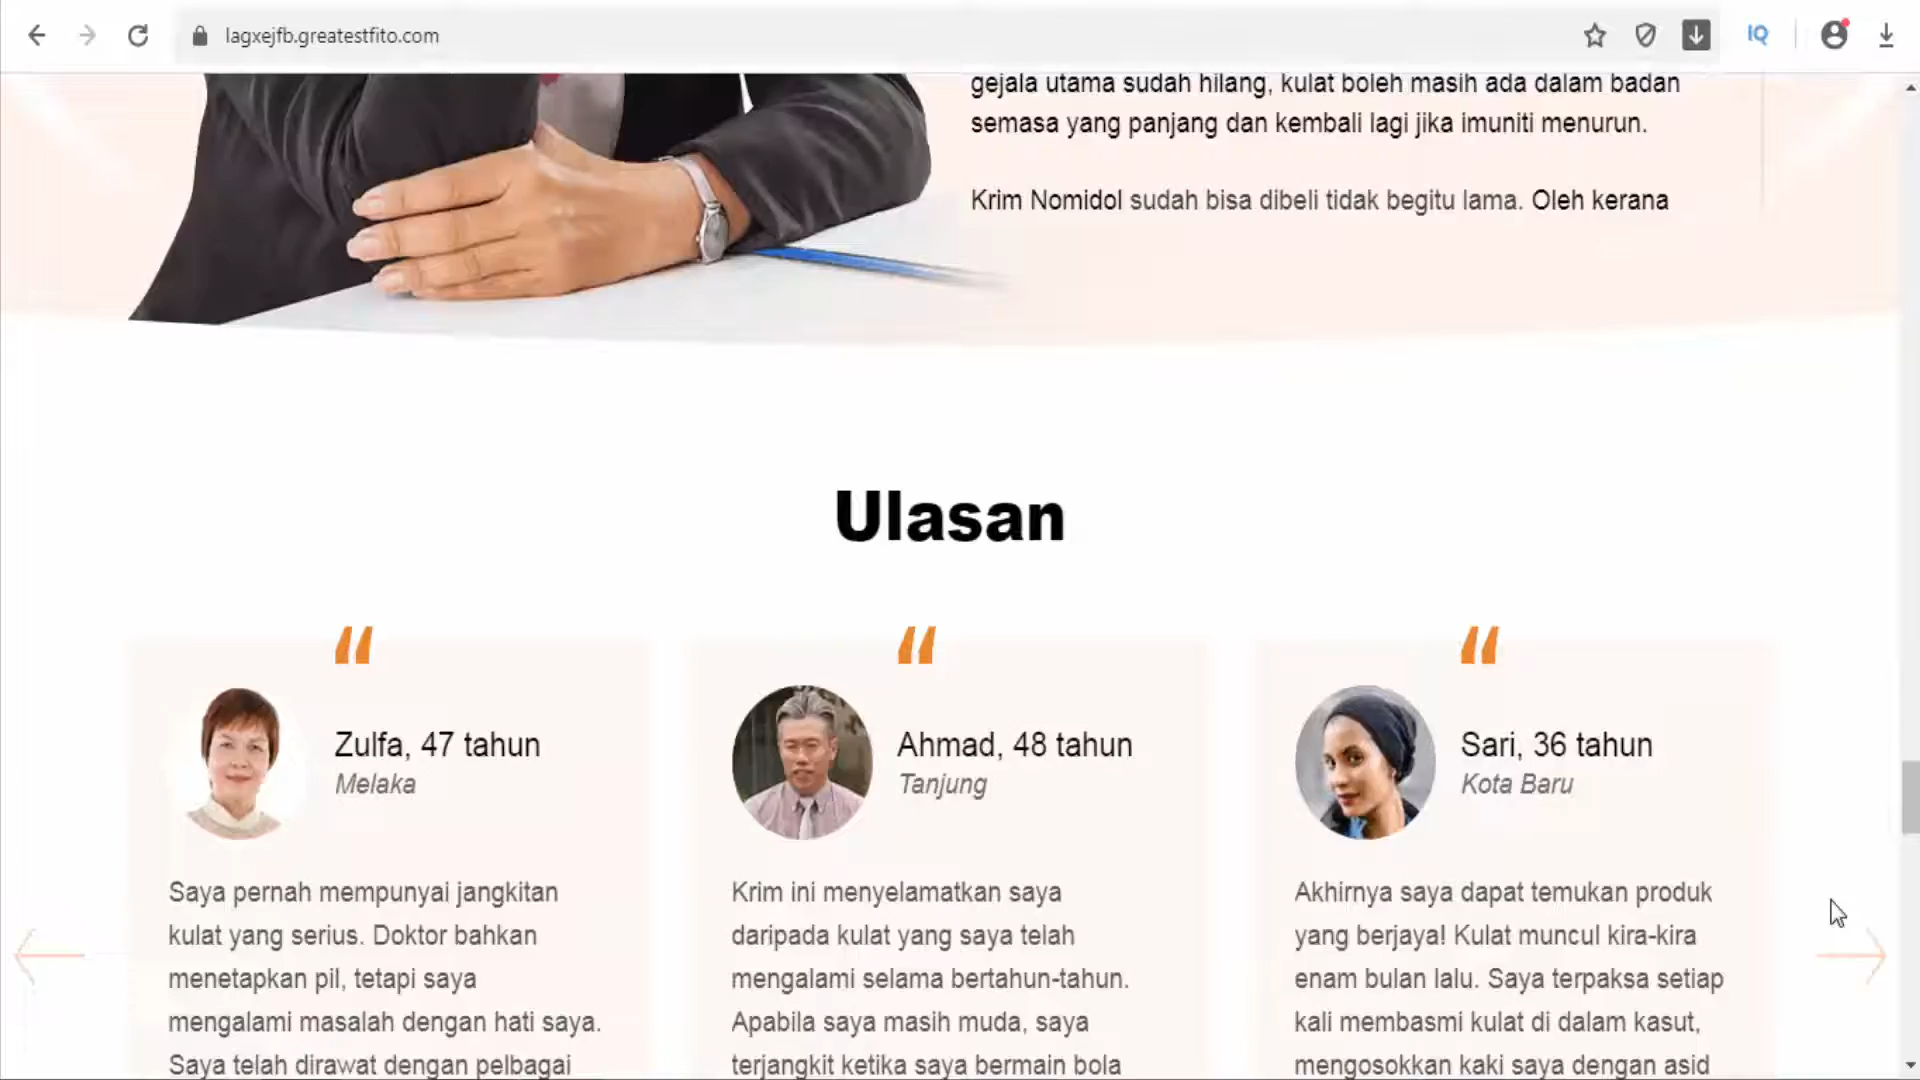 lagxejfb.greatestfito.com
IQ
gejala utama sudah hilang, kulat boleh masih ada dalam badan
semasa yang panjang dan kembali lagi jika imuniti menurun.
Krim Nomidol sudah bisa dibeli tidak begitu lama. Oleh kerana
Ulasan
“
Zulfa, 47 tahun
Melaka
Saya pernah mempunyai jangkitan
kulat yang serius. Doktor bahkan
menetapkan pil, tetapi saya
mengalami masalah dengan hati saya.
Saya telah dirawat dengan pelbagai
“
Ahmad, 48 tahun
Tanjung
Krim ini menyelamatkan saya
daripada kulat yang saya telah
mengalami selama bertahun-tahun.
Apabila saya masih muda, saya
terjangkit ketika saya bermain bola
“
Sari, 36 tahun
Kota Baru
Akhirnya saya dapat temukan produk
yang berjaya! Kulat muncul kira-kira
enam bulan lalu. Saya terpaksa setiap
kali membasmi kulat di dalam kasut,
mengosokkan kaki saya dengan asid